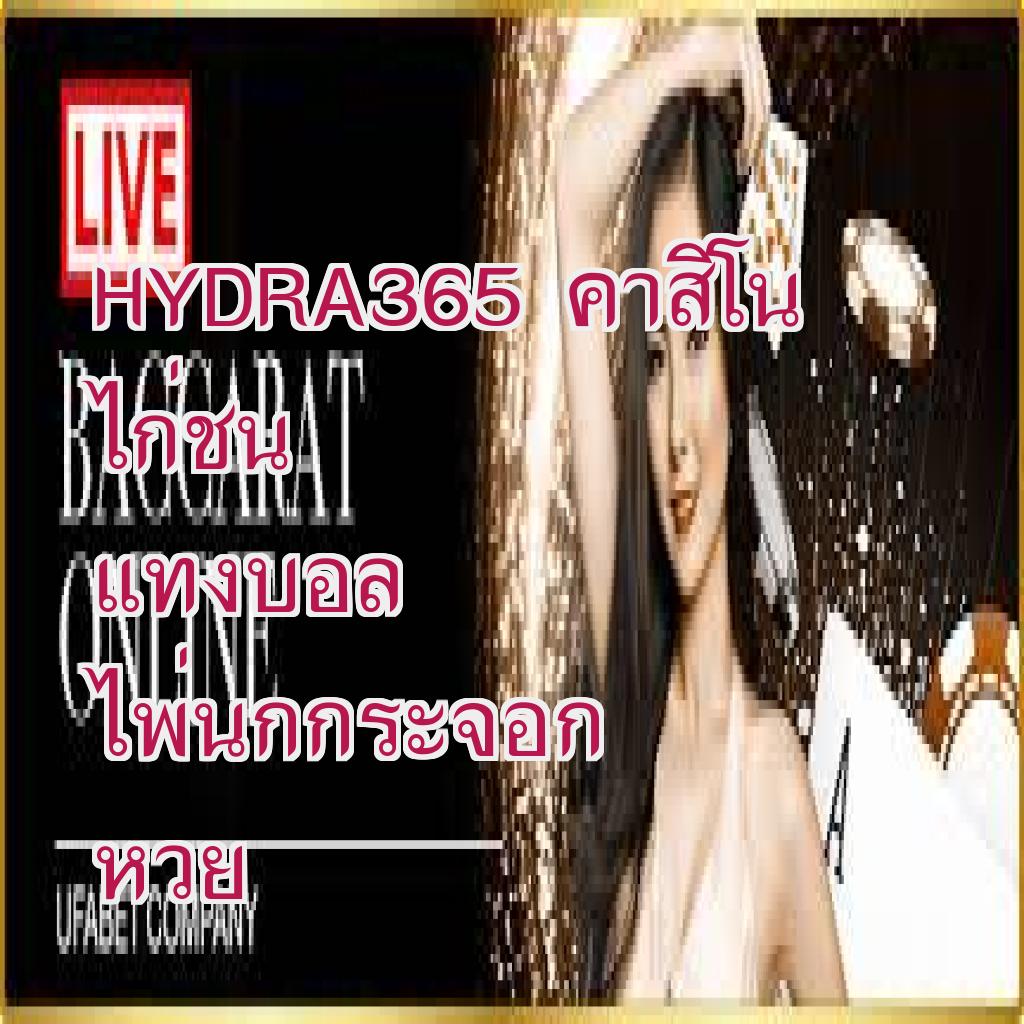 LIVE
HYDRA365 คาสิโน
BACCARAT
ไก่ชน
ONLINE
แทงบอล
ไพ่นกกระจอก
หวย
UFABET COMPANY
A